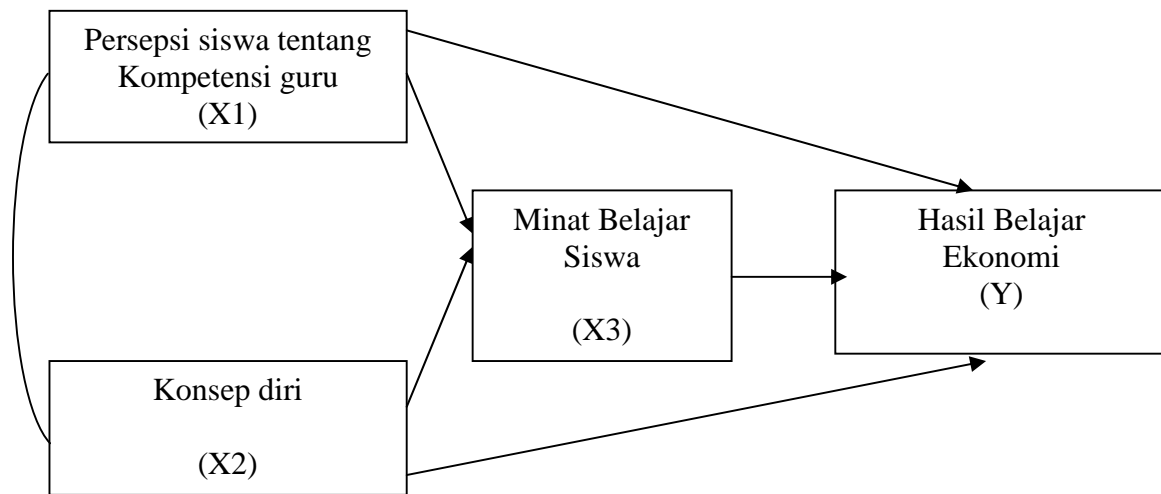 Persepsi siswa tentang
Kompetensi guru
(X1)
Minat Belajar
Siswa
(X3)
Hasil Belajar
Ekonomi
(Y)
Konsep diri
(X2)